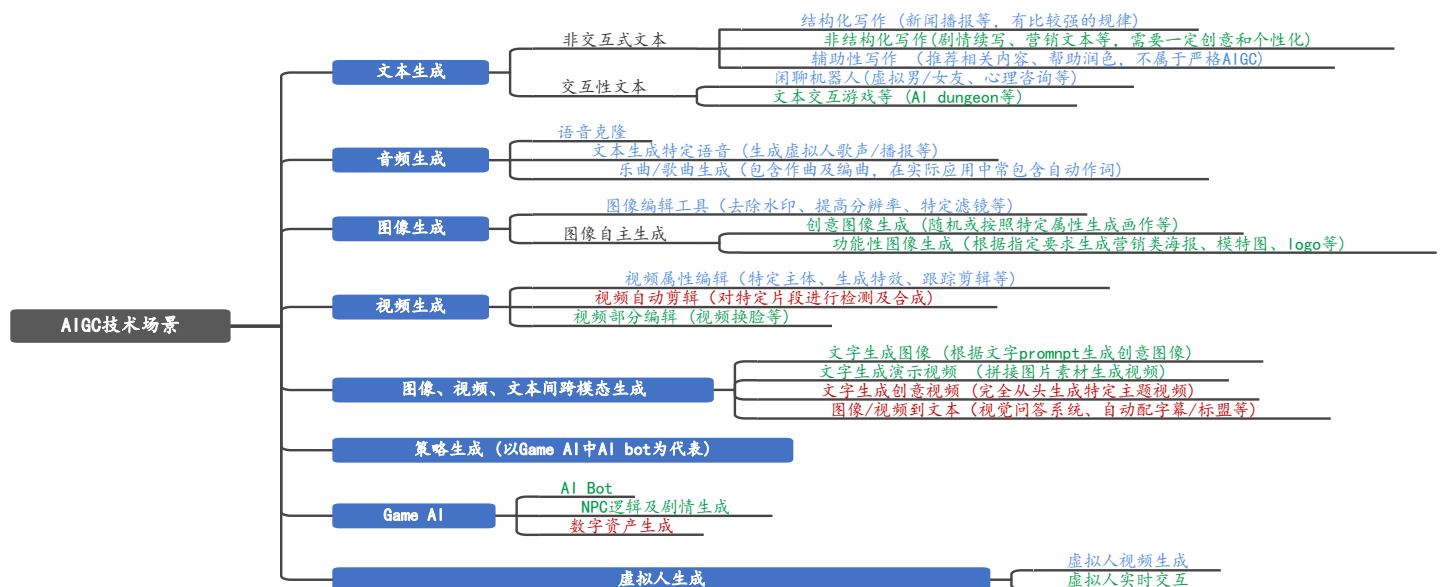 结构化写作（新闻播报等，有比较强的规律）
非交互式文本
非结构化写作(剧情续写、营销文本等，需要一定创意和个性化)
辅助性写作 （推荐相关内容、帮助润色，不属于严格AIGC）
文本生成
闲聊机器人(虚拟男/女友、心理咨询等)
交互性文本
文本交互游戏等（AI dungeon等)
语音克隆
文本生成特定语音（生成虚拟人歌声/播报等）
音频生成
乐曲/歌曲生成（包含作曲及编曲，在实际应用中常包含自动作词）
图像编辑工具（去除水印、提高分辨率、特定滤镜等）
图像生成
创意图像生成（随机或按照特定属性生成画作等）
图像自主生成
功能性图像生成（根据指定要求生成营销类海报、模特图、logo等）
视频属性编辑（特定主体、生成特效、跟踪剪辑等）
视频生成
视频自动剪辑（对特定片段进行检测及合成）
视频部分编辑（视频换脸等）
AIGC技术场景
文字生成图像（根据文字promnpt生成创意图像）
文字生成演示视频 （拼接图片素材生成视频）
图像、视频、文本间跨模态生成
文字生成创意视频（完全从头生成特定主题视频）
图像/视频到文本（视觉问答系统、自动配字幕/标盟等）
策略生成（以Game AI中AI bot为代表）
AI Bot
Game AI
NPC逻辑及剧情生成
数字资产生成
虚拟人视频生成
虚拟人生成
虚拟人实时交互